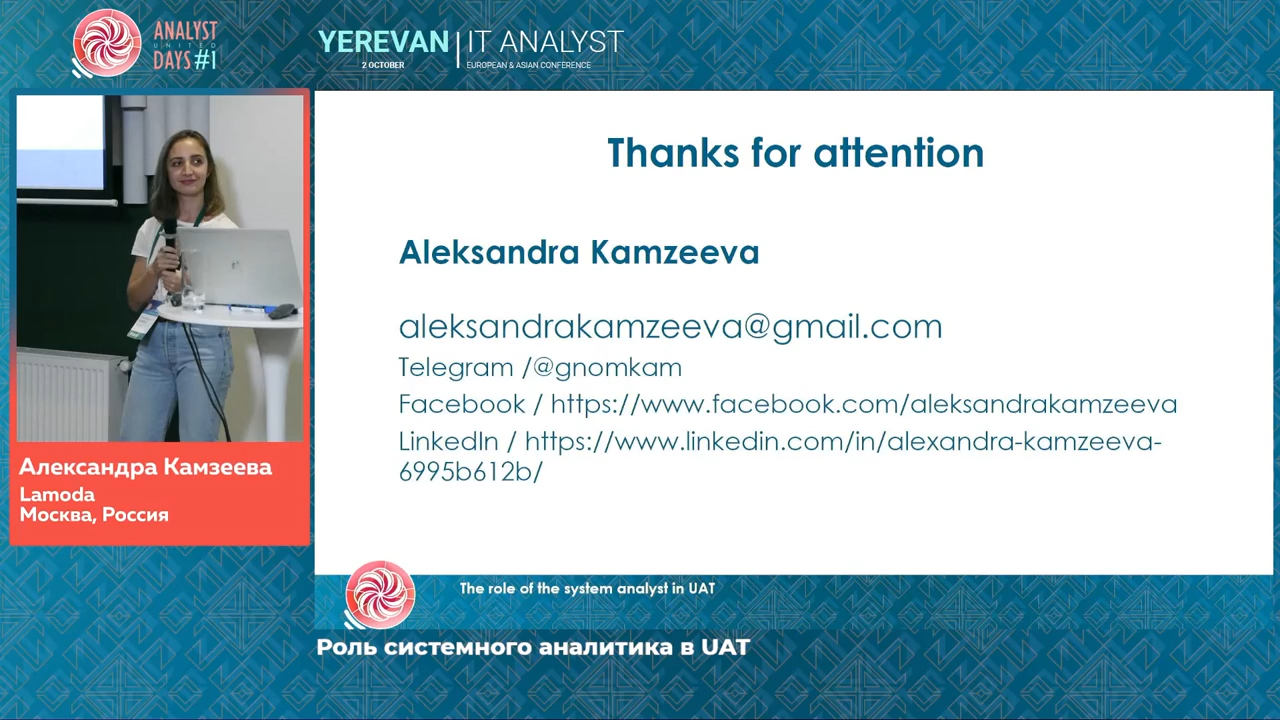 ANALYST
UNITED
DAYS #1
YEREVAN
2 OCTOBER
IT ANALYST
EUROPEAN & ASIAN CONFERENCE
Thanks for attention
Aleksandra Kamzeeva
aleksandrakamzeeva@gmail.com
Telegram /@gnomkam
Facebook / https://www.facebook.com/aleksandrakamzeeva
LinkedIn / https://www.linkedin.com/in/alexandra-kamzeeva-
6995b612b/
Александра Камзеева
Lamoda
Москва, Россия
The role of the system analyst in UAT
Роль системного аналитика в UAT